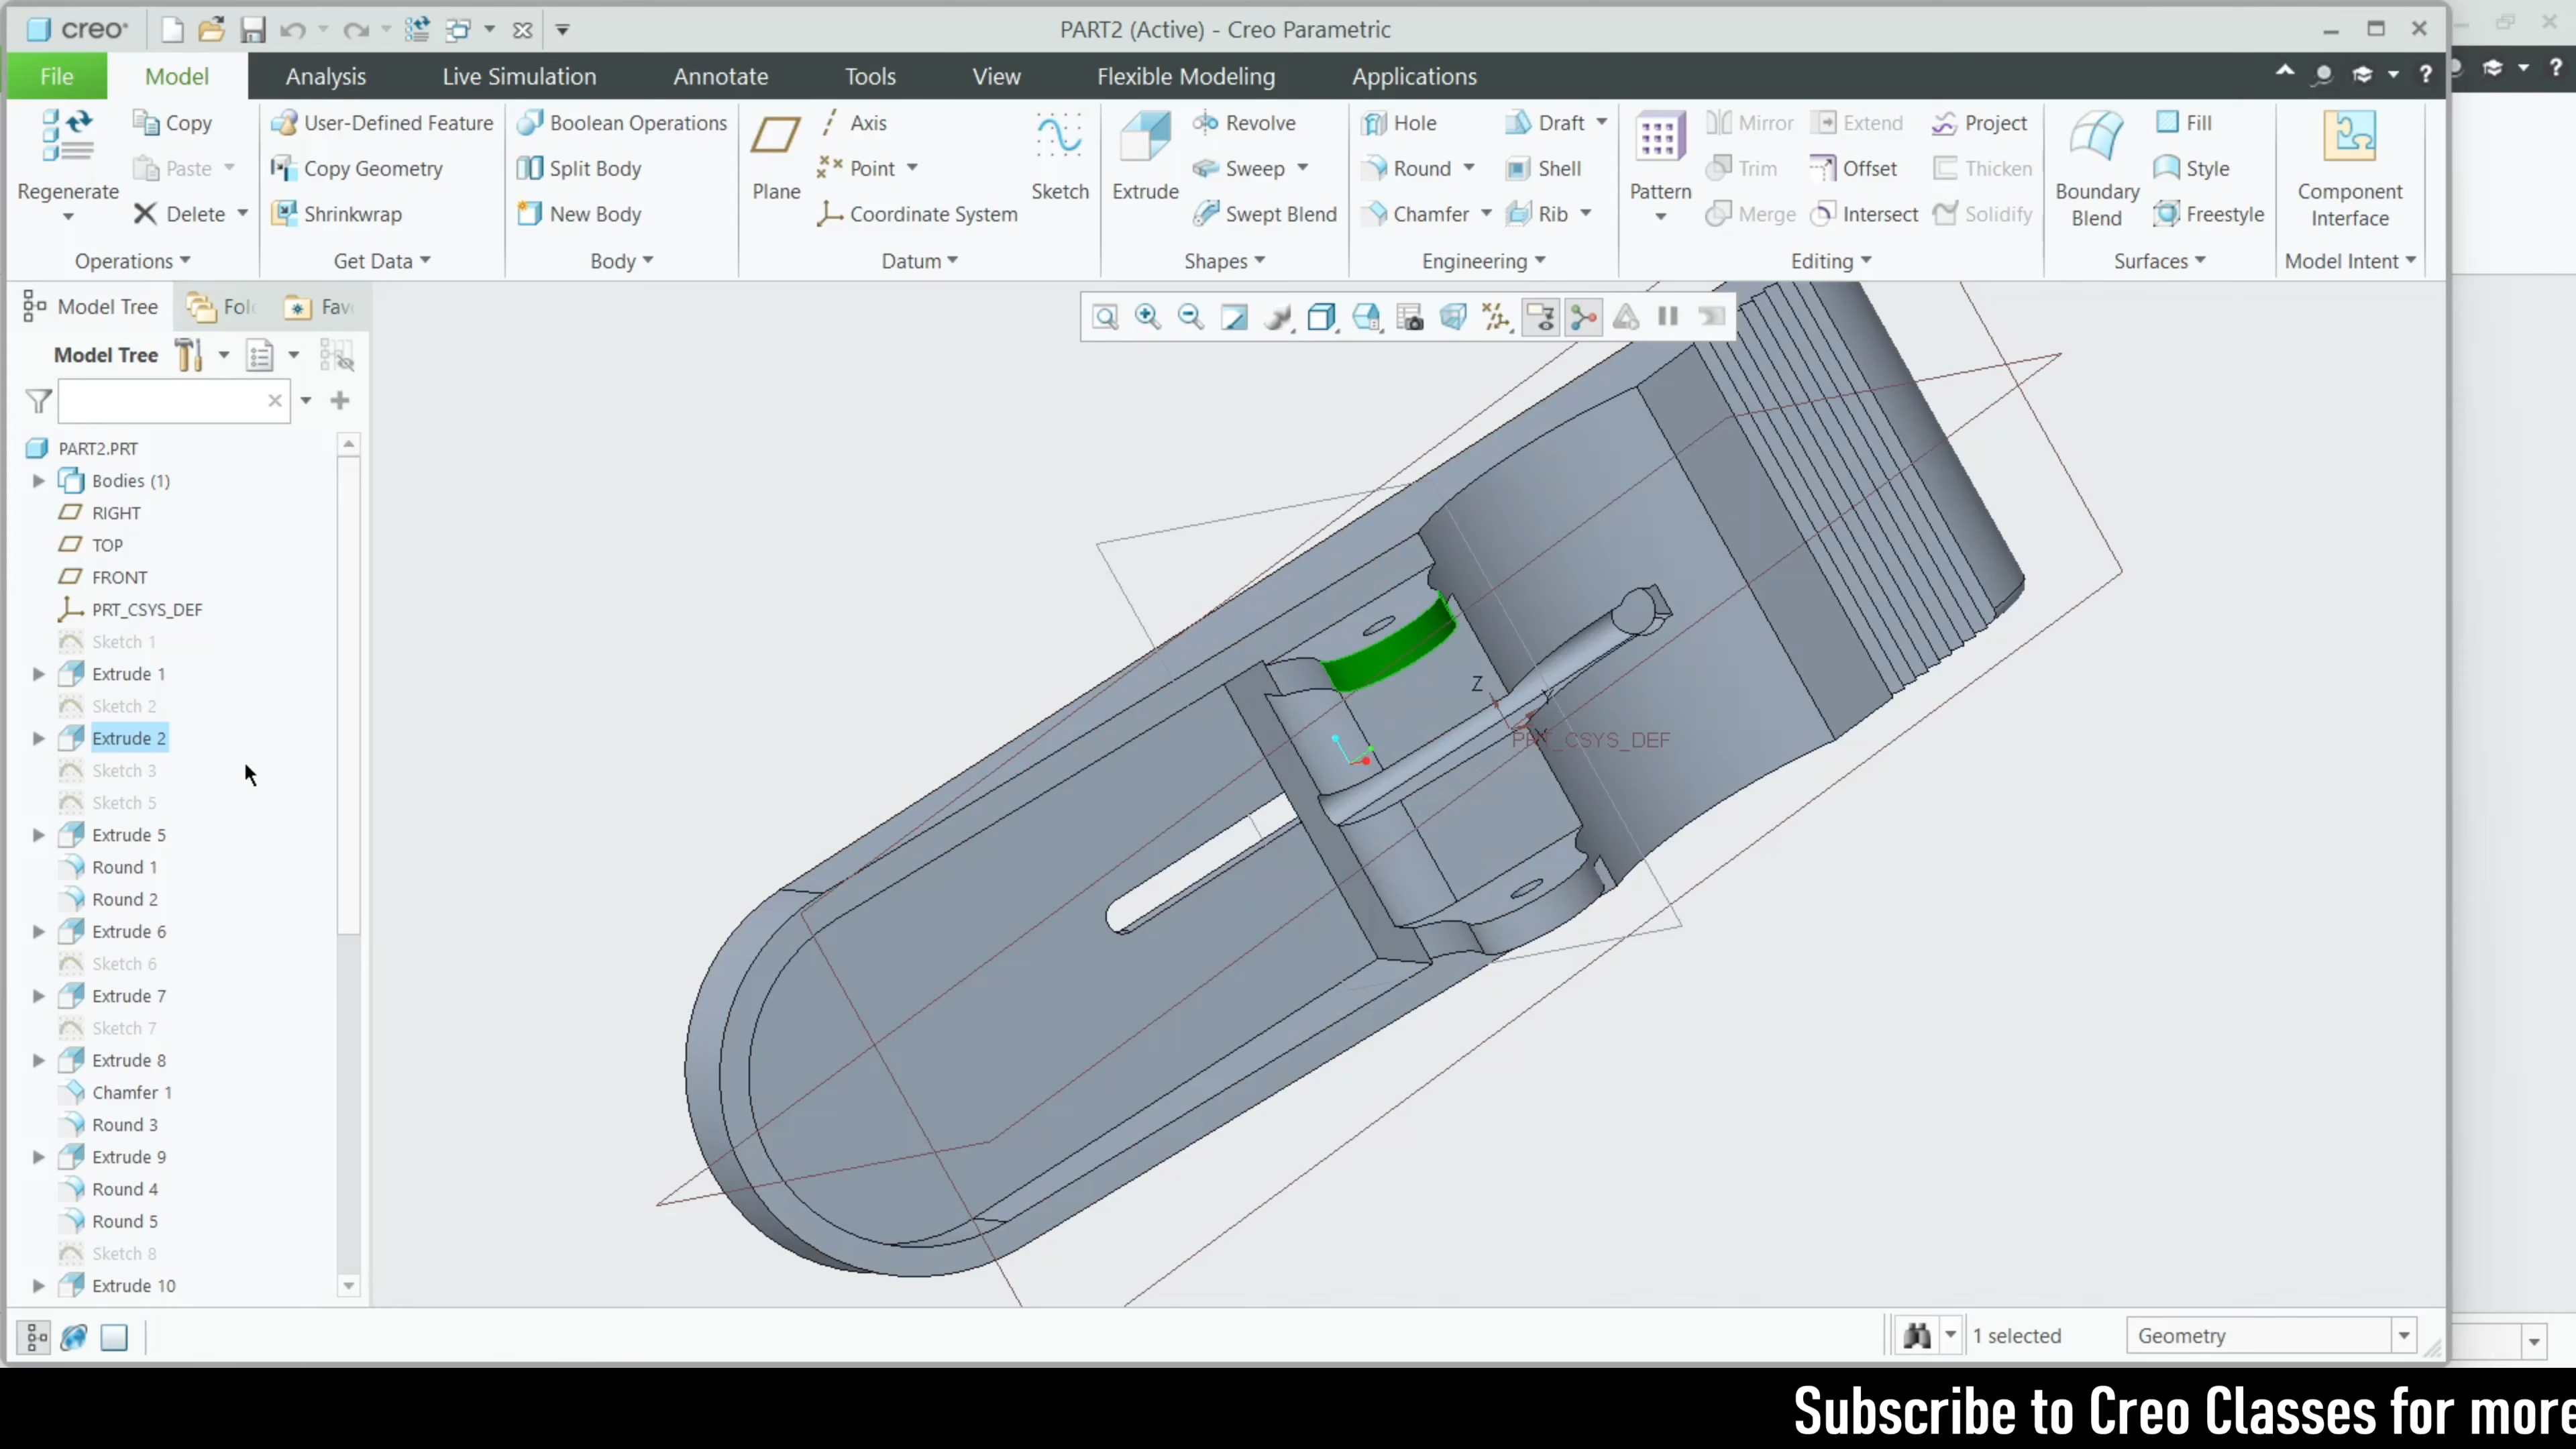 creo
PART2 (Active) - Creo Parametric
File
Model
Analysis
Live Simulation
Annotate
Tools
View
Flexible Modeling
Applications
Regenerate
Copy
Paste
Delete
Operations
User-Defined Feature
Copy Geometry
Shrinkwrap
Get Data
Boolean Operations
Split Body
New Body
Body
Plane
Axis
Point
Coordinate System
Sketch
Datum
Extrude
Revolve
Sweep
Swept Blend
Shapes
Hole
Round
Chamfer
Draft
Shell
Rib
Engineering
Pattern
Mirror
Trim
Merge
Extend
Offset
Intersect
Project
Thicken
Solidify
Editing
Boundary
Blend
Fill
Style
Freestyle
Surfaces
Component
Interface
Model Intent
Model Tree
Fol
Fav
Model Tree
PART2.PRT
Bodies (1)
RIGHT
TOP
FRONT
PRT_CSYS_DEF
Sketch 1
Extrude 1
Sketch 2
Extrude 2
Sketch 3
Sketch 5
Extrude 5
Round 1
Round 2
Extrude 6
Sketch 6
Extrude 7
Sketch 7
Extrude 8
Chamfer 1
Round 3
Extrude 9
Round 4
Round 5
Sketch 8
Extrude 10
Z
PRT_CSYS_DEF
1 selected
Geometry
Subscribe to Creo Classes for more